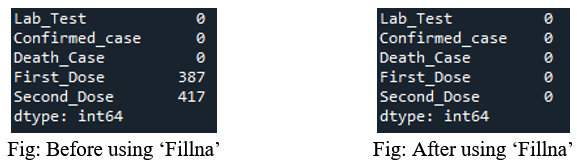 Lab_Test 0
Confirmed_case 0
Death_Case 0
First_Dose 387
Second_Dose 417
dtype: int64
Fig: Before using ‘Fillna’
Lab_Test 0
Confirmed_case 0
Death_Case 0
First_Dose 0
Second_Dose 0
dtype: int64
Fig: After using ‘Fillna’